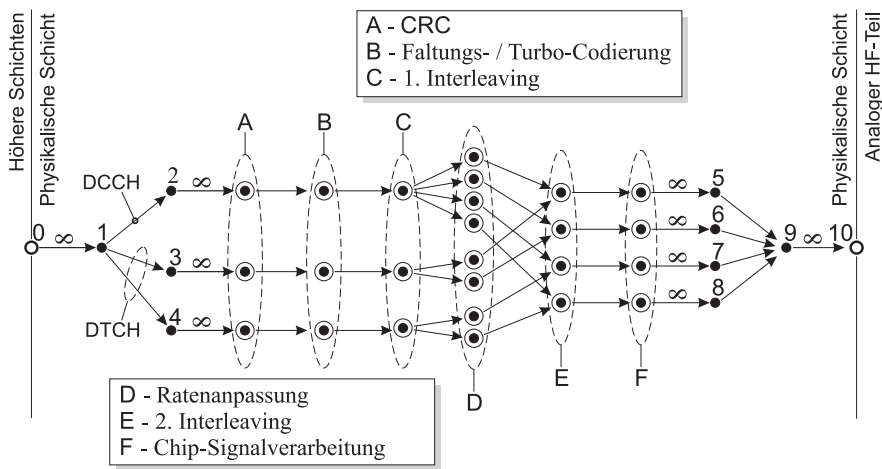 A - CRC
B - Faltungs- / Turbo-Codierung
C - 1. Interleaving
Höhere Schichten
Physikalische Schicht
Physikalische Schicht
Analoger HF-Teil
A
B
C
DCCH
2 ∞
5
0 ∞ 1
3 ∞
4 ∞
DTCH
∞ 5
∞ 6
∞ 7
∞ 8
9 ∞ 10
D
E
F
D - Ratenanpassung
E - 2. Interleaving
F - Chip-Signalverarbeitung